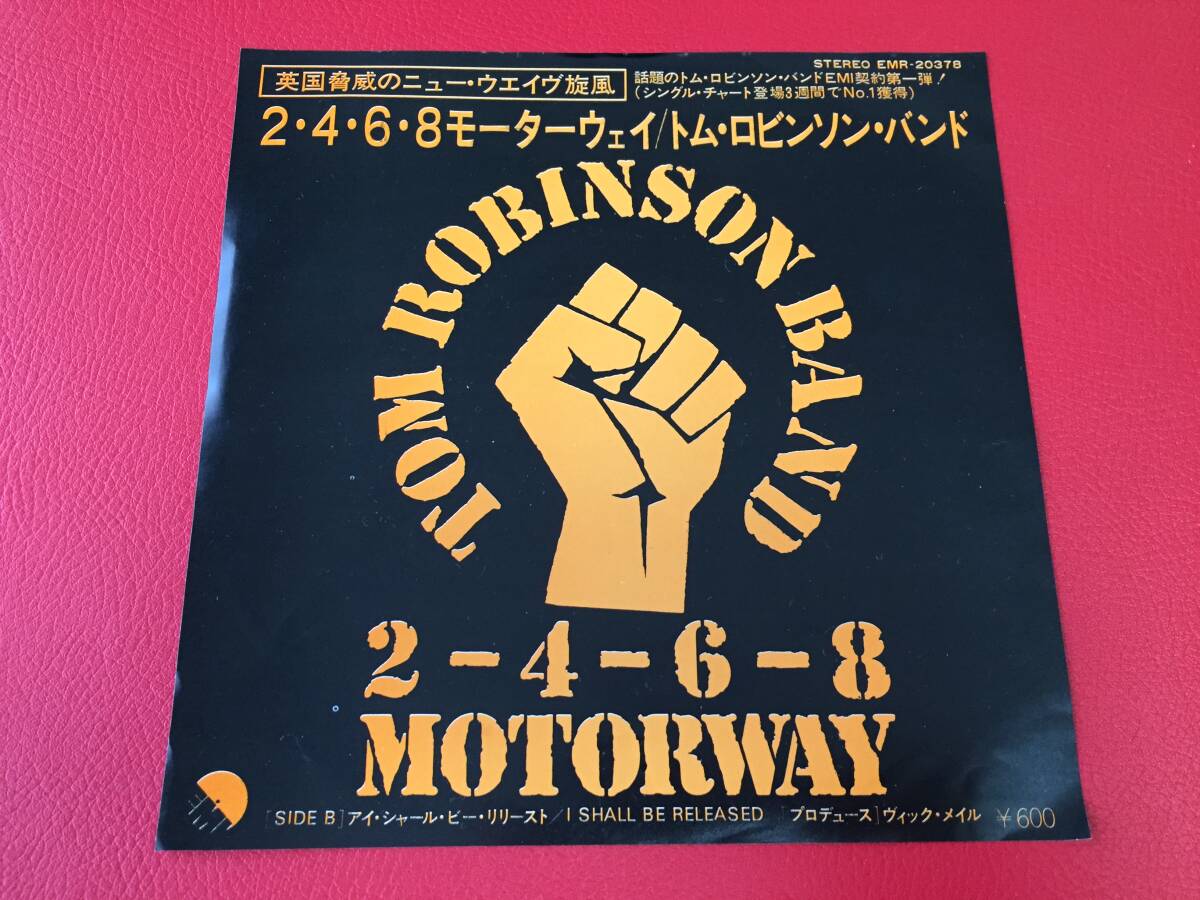 STEREO EMR-20378
英国脅威のニュー・ウエイヴ旋風
話題のトム・ロビンソン・バンドEMI契約第一弾!
(シングル・チャート登場3週間でNo.1獲得)
2・4・6・8モーターウェイ/トム・ロビンソン・バンド
TOM ROBINSON BAND
2-4-6-8
MOTORWAY
[SIDE B]アイ・シャール・ビー・リリースト/I SHALL BE RELEASED [プロデュース]ヴィック・メイル ¥600